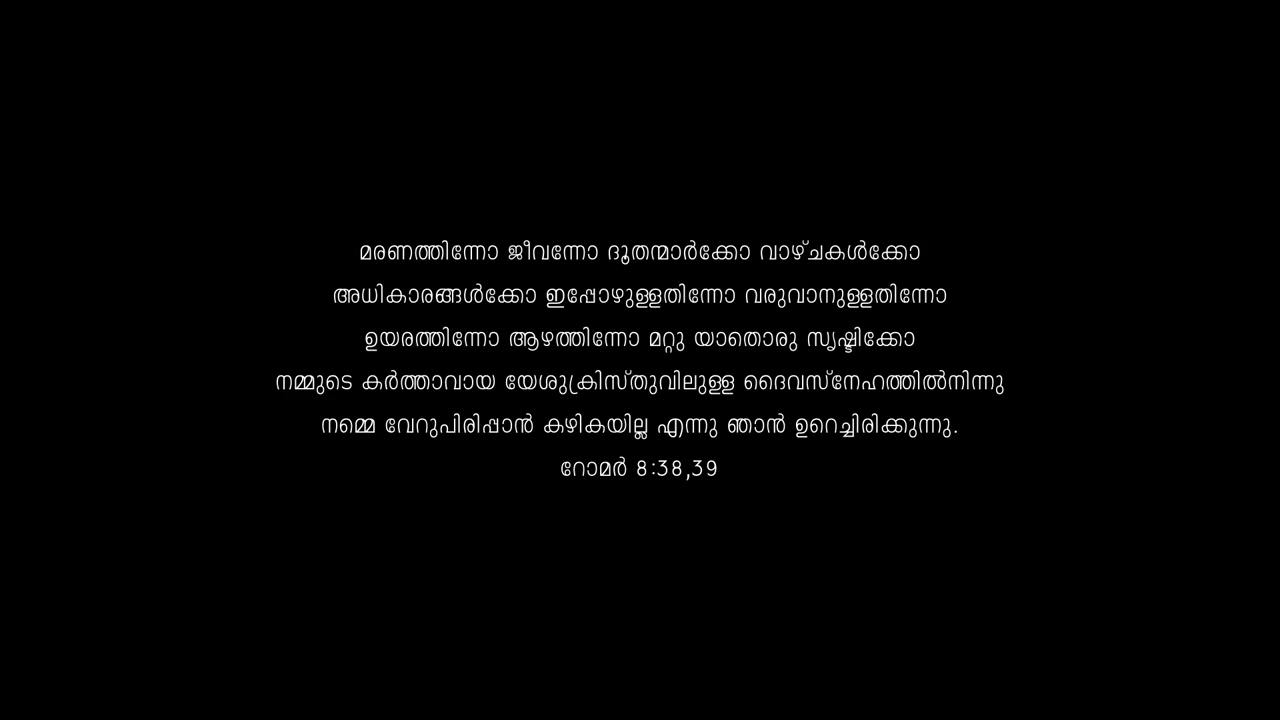 മരണത്തിന്നോ ജീവന്നോ ദൂതന്മാർക്കോ വാഴ്ചകൾക്കോ
അധികാരങ്ങൾക്കോ ഇപ്പോഴുള്ളതിന്നോ വരുവാനുള്ളതിന്നോ
ഉയരത്തിന്നോ ആഴത്തിന്നോ മറ്റു യാതൊരു സൃഷ്ടിക്കോ
നമ്മുടെ കർത്താവായ യേശുക്രിസ്തുവിലുള്ള ദൈവസ്നേഹത്തിൽനിന്നു
നമ്മെ വേറുപിരിപ്പാൻ കഴികയില്ല എന്നു ഞാൻ ഉറെച്ചിരിക്കുന്നു.
റോമർ 8:38,39